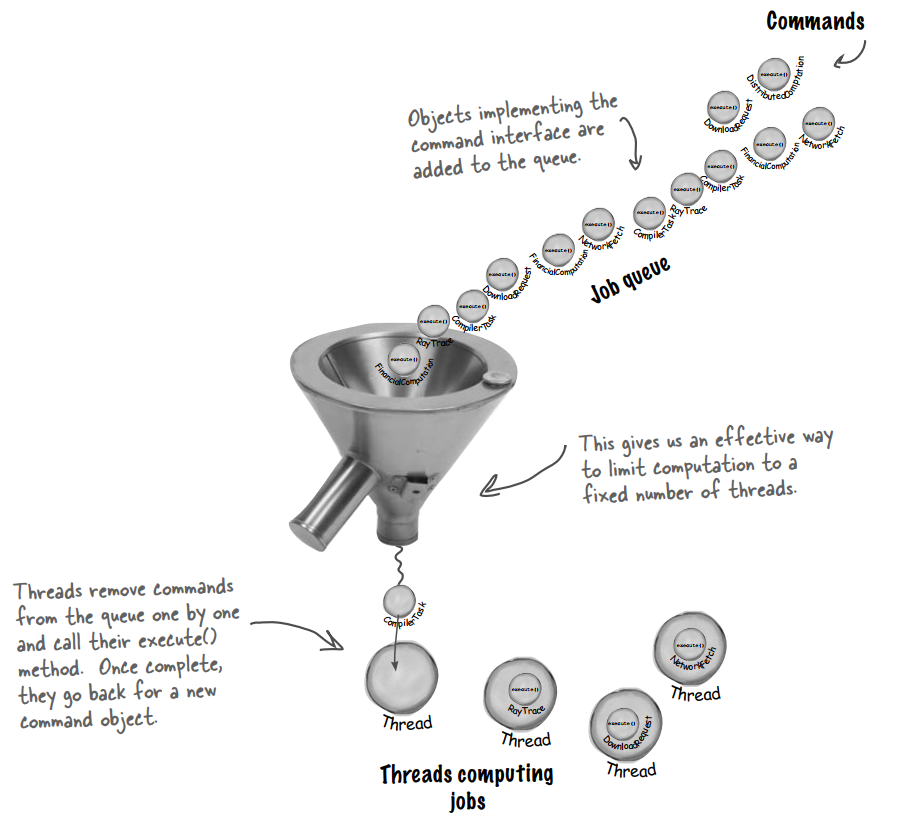 Commands
execute()
DistributedComptation
execute()
DownloadRequest
execute()
NetworkFetch
execute()
FinancialComputation
execute()
CompilerTask
execute()
RayTrace
execute()
CompilerTask
Objects implementing the
command interface are
added to the queue.
execute()
NetworkFetch
execute()
FinancialComputation
execute()
DownloadRequest
Job queue
execute()
CompilerTask
execute()
RayTrace
execute()
FinancialComputation
This gives us an effective way
to limit computation to a
fixed number of threads.
Threads remove commands
from the queue one by one
and call their execute()
method. Once complete,
they go back for a new
command object.
CompilerTask
Thread
execute()
RayTrace
Thread
execute()
DownloadRequest
Thread
execute()
NetworkFetch
Thread
Threads computing
jobs